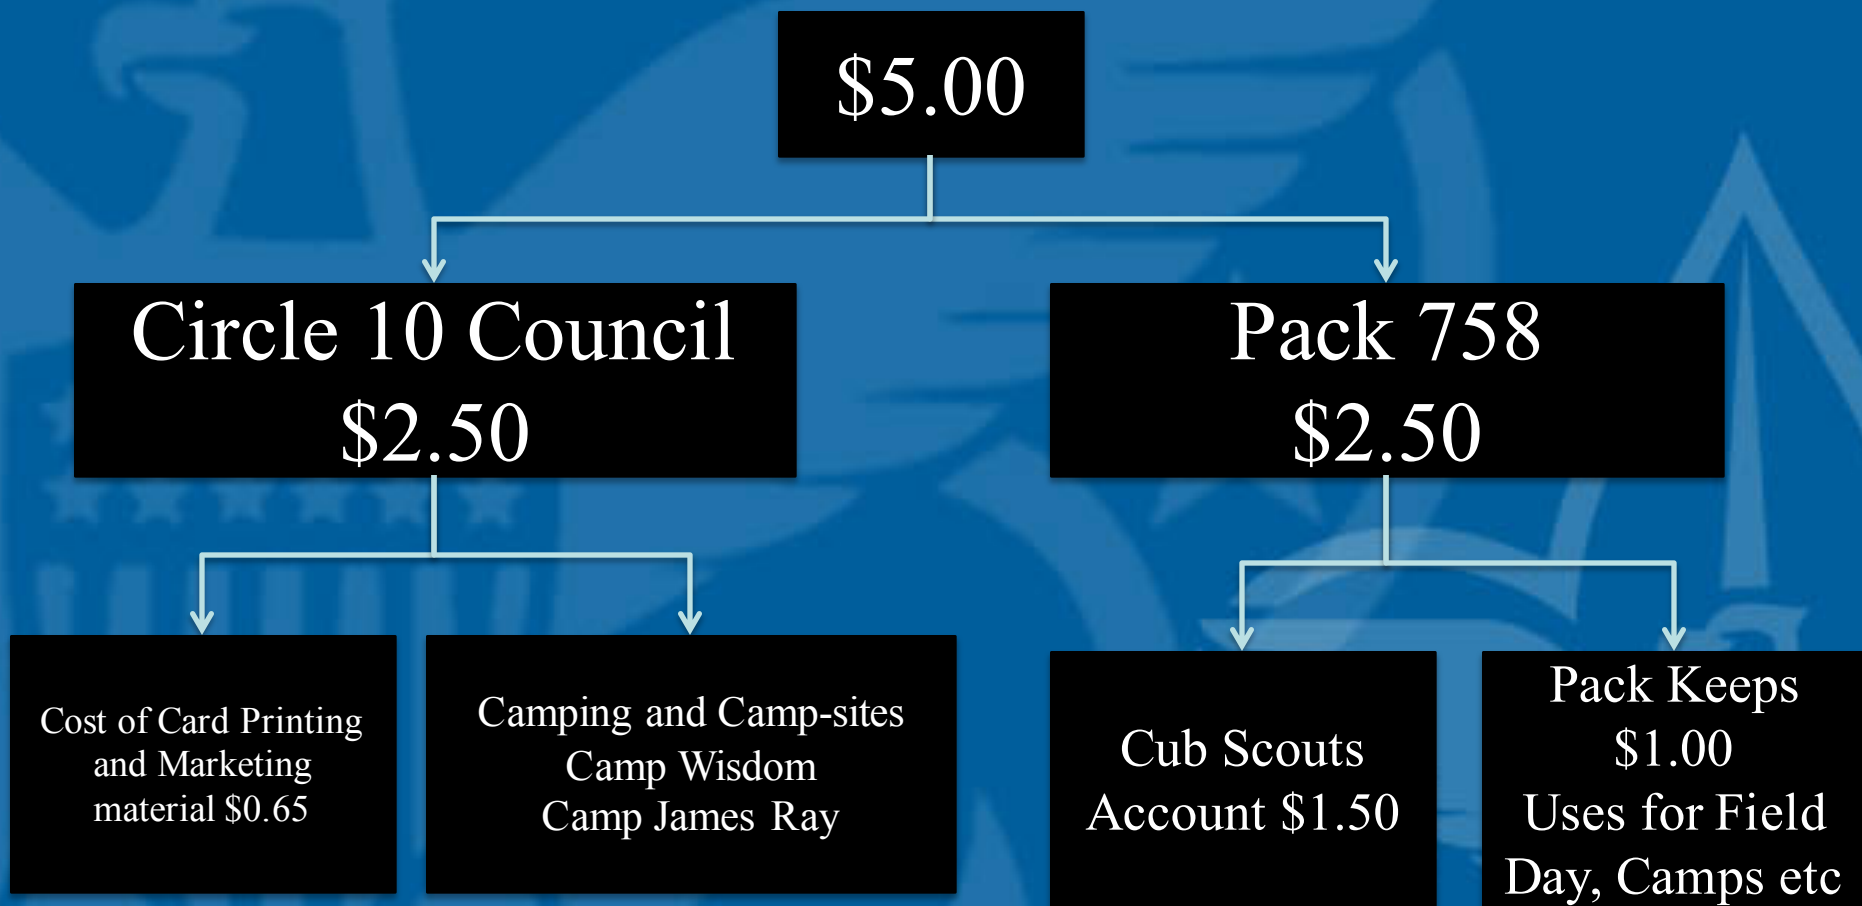 $5.00
Circle 10 Council
$2.50
Pack 758
$2.50
Cost of Card Printing
and Marketing
material $0.65
Camping and Camp-sites
Camp Wisdom
Camp James Ray
Cub Scouts
Account $1.50
Pack Keeps
$1.00
Uses for Field
Day, Camps etc